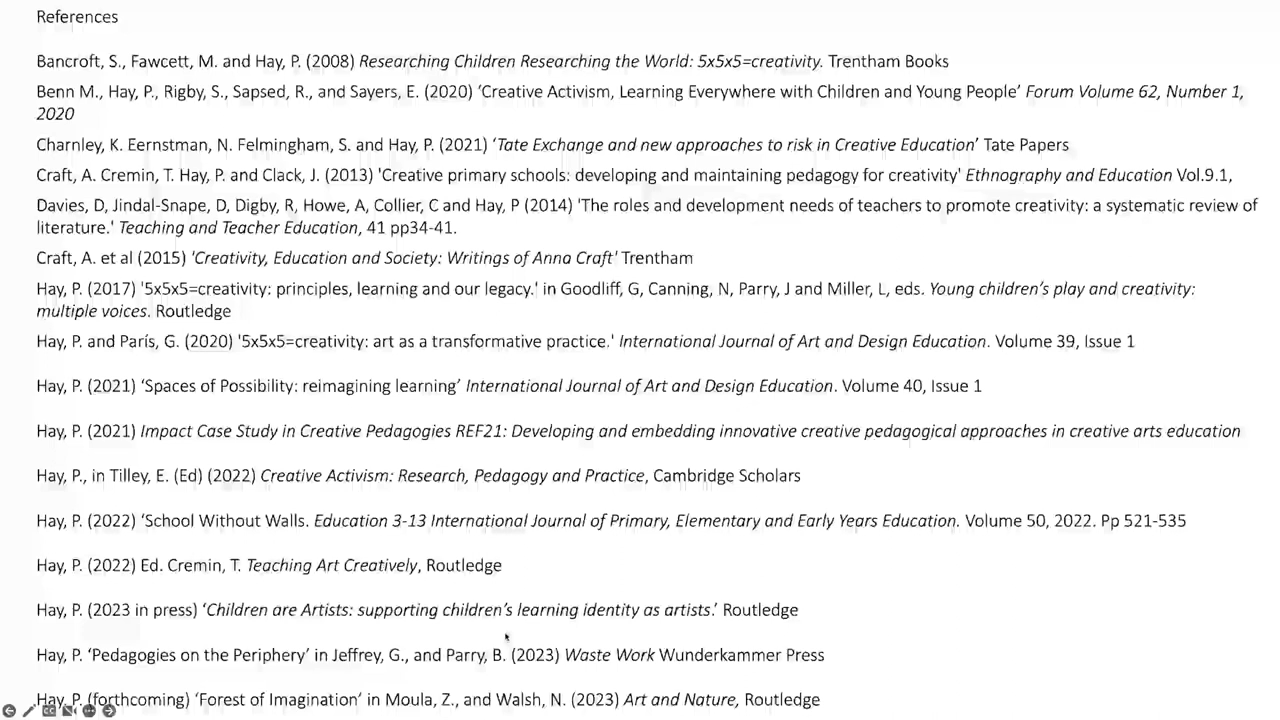 References
Bancroft, S., Fawcett, M. and Hay, P. (2008) Researching Children Researching the World: 5x5x5=creativity. Trentham Books
Benn M., Hay, P., Rigby, S., Sapsed, R., and Sayers, E. (2020) ‘Creative Activism, Learning Everywhere with Children and Young People’ Forum Volume 62, Number 1,
2020
Charnley, K. Eernstman, N. Felmingham, S. and Hay, P. (2021) ‘Tate Exchange and new approaches to risk in Creative Education’ Tate Papers
Craft, A. Cremin, T. Hay, P. and Clack, J. (2013) 'Creative primary schools: developing and maintaining pedagogy for creativity' Ethnography and Education Vol.9.1,
Davies, D, Jindal-Snape, D, Digby, R, Howe, A, Collier, C and Hay, P (2014) 'The roles and development needs of teachers to promote creativity: a systematic review of
literature.' Teaching and Teacher Education, 41 pp34-41.
Craft, A. et al (2015) 'Creativity, Education and Society: Writings of Anna Craft' Trentham
Hay, P. (2017) '5x5x5=creativity: principles, learning and our legacy.' in Goodliff, G, Canning, N, Parry, J and Miller, L, eds. Young children’s play and creativity:
multiple voices. Routledge
Hay, P. and París, G. (2020) '5x5x5=creativity: art as a transformative practice.' International Journal of Art and Design Education. Volume 39, Issue 1
Hay, P. (2021) ‘Spaces of Possibility: reimagining learning’ International Journal of Art and Design Education. Volume 40, Issue 1
Hay, P. (2021) Impact Case Study in Creative Pedagogies REF21: Developing and embedding innovative creative pedagogical approaches in creative arts education
Hay, P., in Tilley, E. (Ed) (2022) Creative Activism: Research, Pedagogy and Practice, Cambridge Scholars
Hay, P. (2022) ‘School Without Walls. Education 3-13 International Journal of Primary, Elementary and Early Years Education. Volume 50, 2022. Pp 521-535
Hay, P. (2022) Ed. Cremin, T. Teaching Art Creatively, Routledge
Hay, P. (2023 in press) ‘Children are Artists: supporting children’s learning identity as artists.’ Routledge
Hay, P. ‘Pedagogies on the Periphery’ in Jeffrey, G., and Parry, B. (2023) Waste Work Wunderkammer Press
Hay, P. (forthcoming) ‘Forest of Imagination’ in Moula, Z., and Walsh, N. (2023) Art and Nature, Routledge